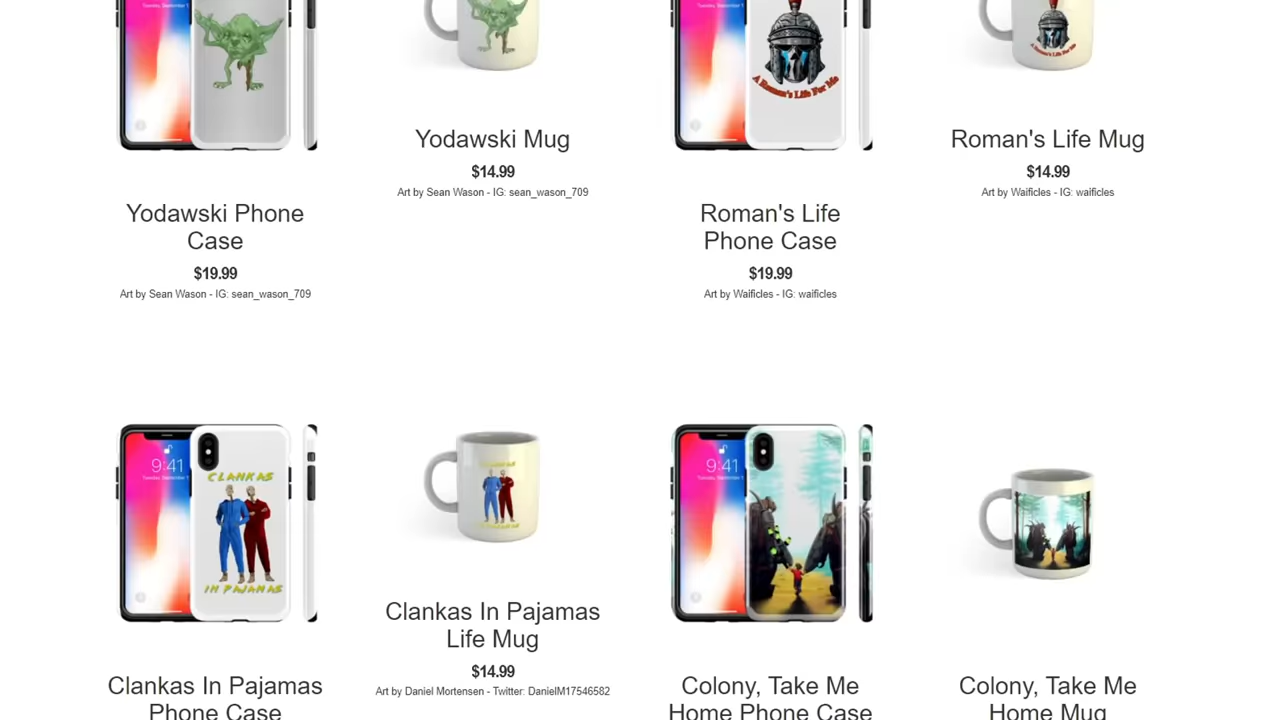 A Roman's Life For Me
A Roman's Life For Me
Yodawski Mug
$14.99
Art by Sean Wason - IG: sean_wason_709
Roman's Life Mug
$14.99
Art by Waificles - IG: waificles
Yodawski Phone
Case
$19.99
Art by Sean Wason - IG: sean_wason_709
Roman's Life
Phone Case
$19.99
Art by Waificles - IG: waificles
9:41
CLANKAS
IN PAJAMAS
9:41
Clankas In Pajamas
Life Mug
$14.99
Art by Daniel Mortensen - Twitter: DanielM17546582
Clankas In Pajamas
Phone Case
Colony, Take Me
Home Phone Case
Colony, Take Me
Home Mug